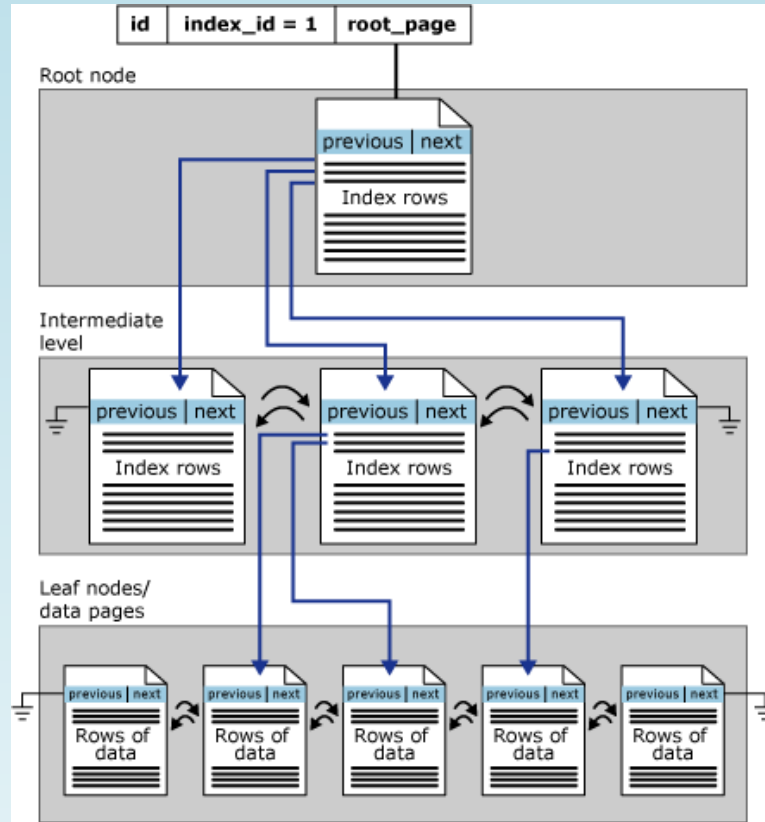 id index_id = 1 root_page
Root node
previous next
Index rows
Intermediate
level
previous next previous next previous next
Index rows Index rows Index rows
Leaf nodes/
data pages
previous next previous next previous next previous next previous next
Rows of Rows of Rows of Rows of Rows of
data data data data data